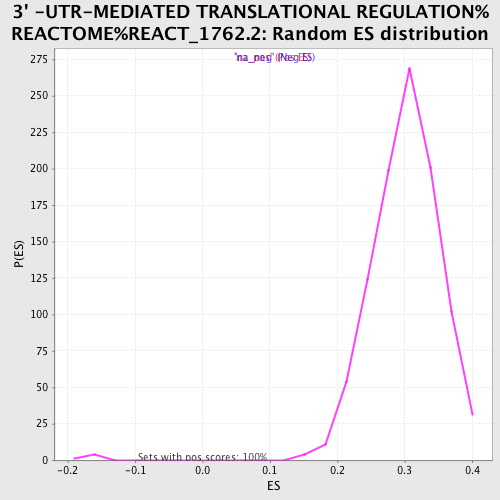 3' -UTR-MEDIATED TRANSLATIONAL REGULATION%
REACTOME%REACT_1762.2: Random ES distribution
275
250
225
200
175
150
125
100
75
50
25
0
P(ES)
Sets with pos scores: 100%
-0.2 -0.1 0.0 0.1 0.2 0.3 0.4
ES